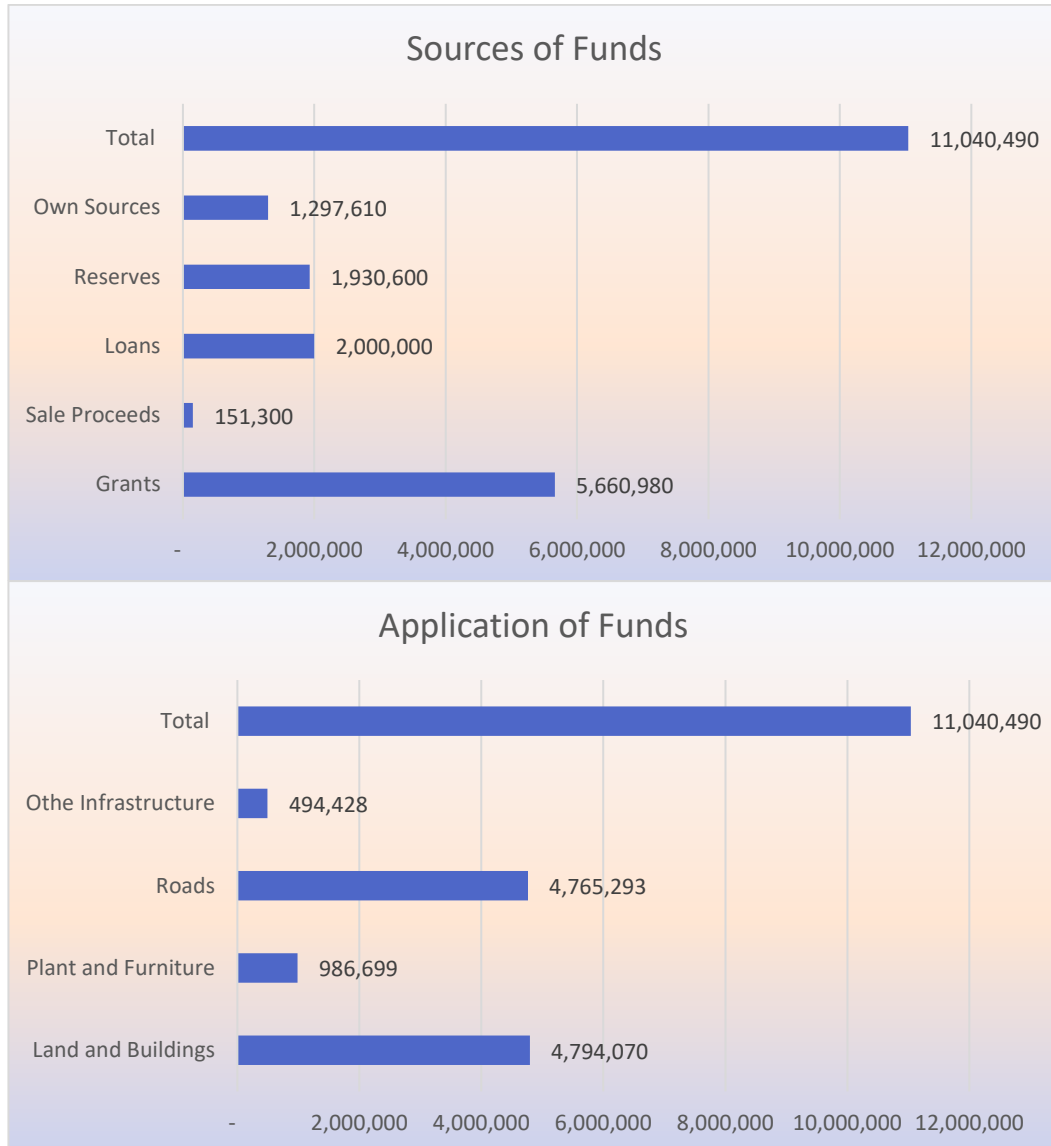 Sources of Funds
Total 11,040,490
Own Sources 1,297,610
Reserves 1,930,600
Loans 2,000,000
Sale Proceeds 151,300
Grants 5,660,980
- 2,000,000 4,000,000 6,000,000 8,000,000 10,000,000 12,000,000
Application of Funds
Total 11,040,490
Othe Infrastructure 494,428
Roads 4,765,293
Plant and Furniture 986,699
Land and Buildings 4,794,070
- 2,000,000 4,000,000 6,000,000 8,000,000 10,000,000 12,000,000